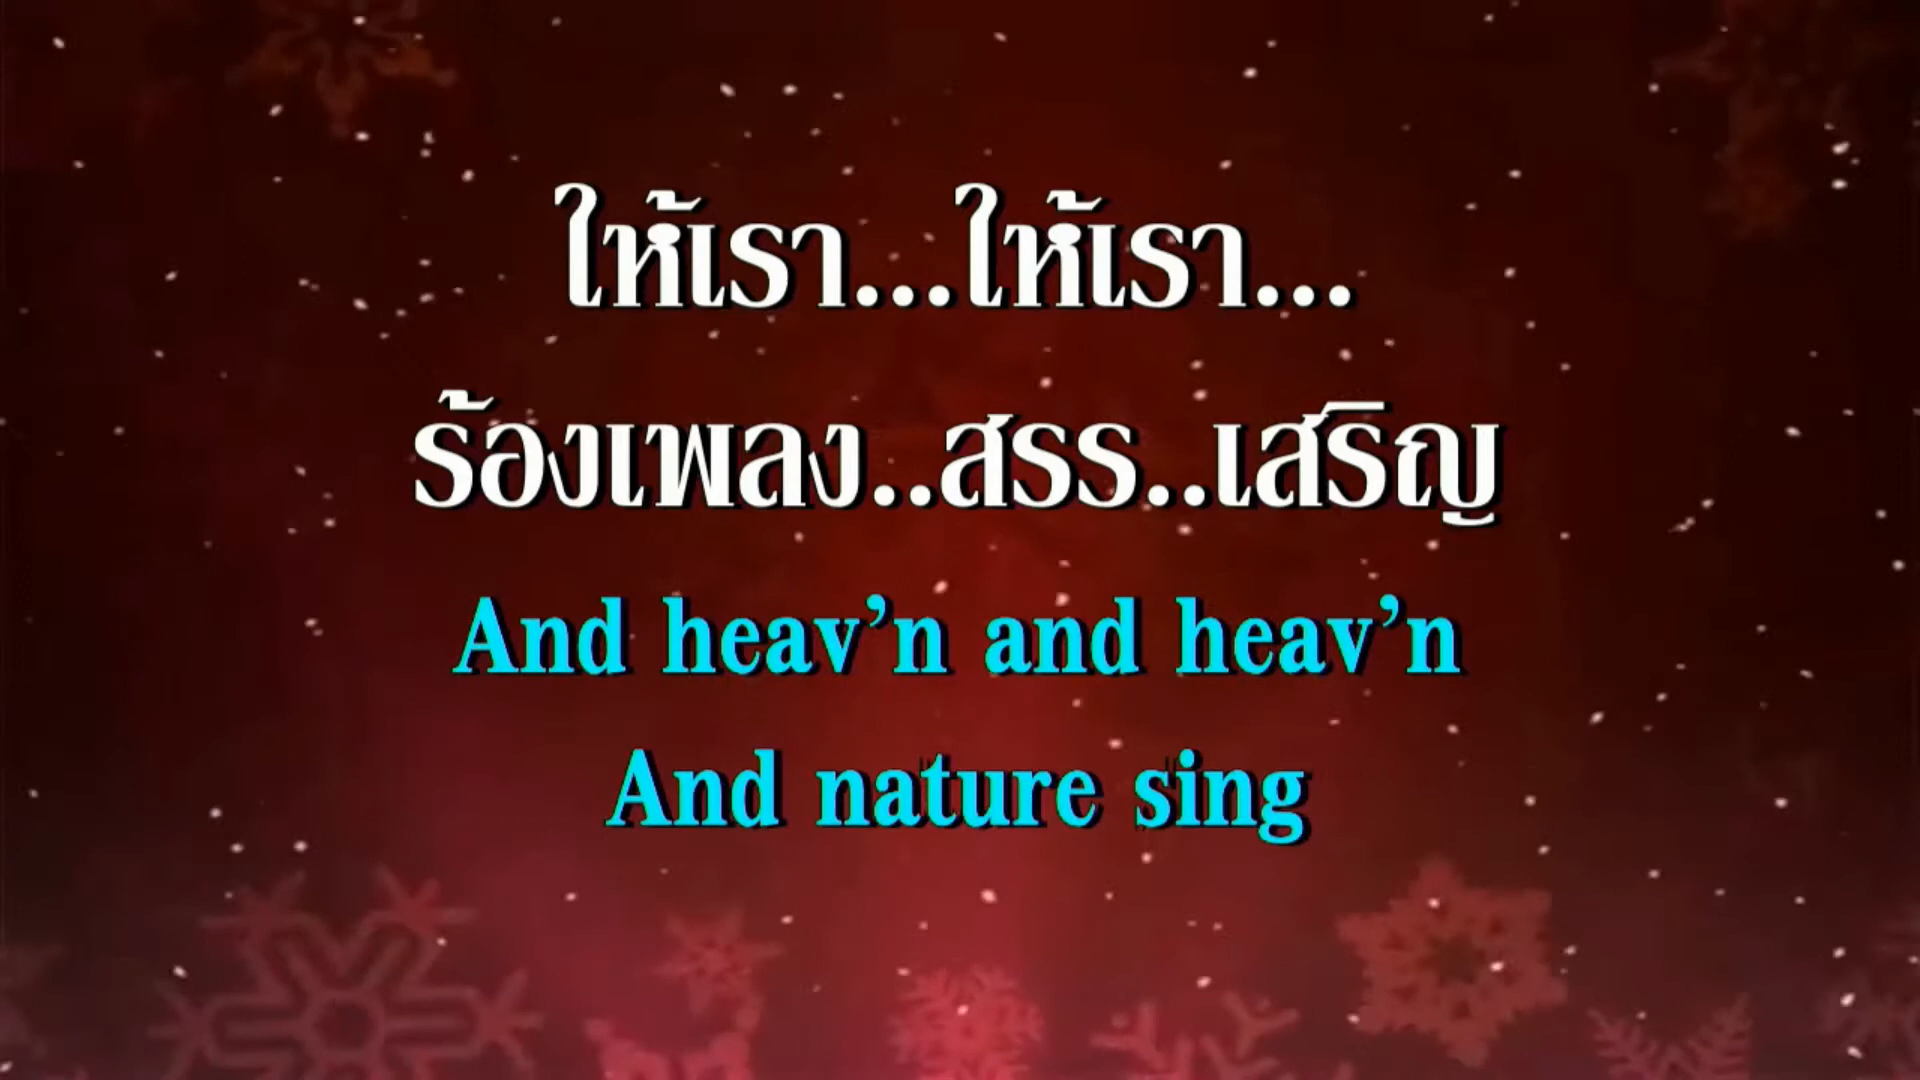 ให้เรา...ให้เรา...
ร้องเพลง..สรร..เสริญ
And heav’n and heav’n
And nature sing